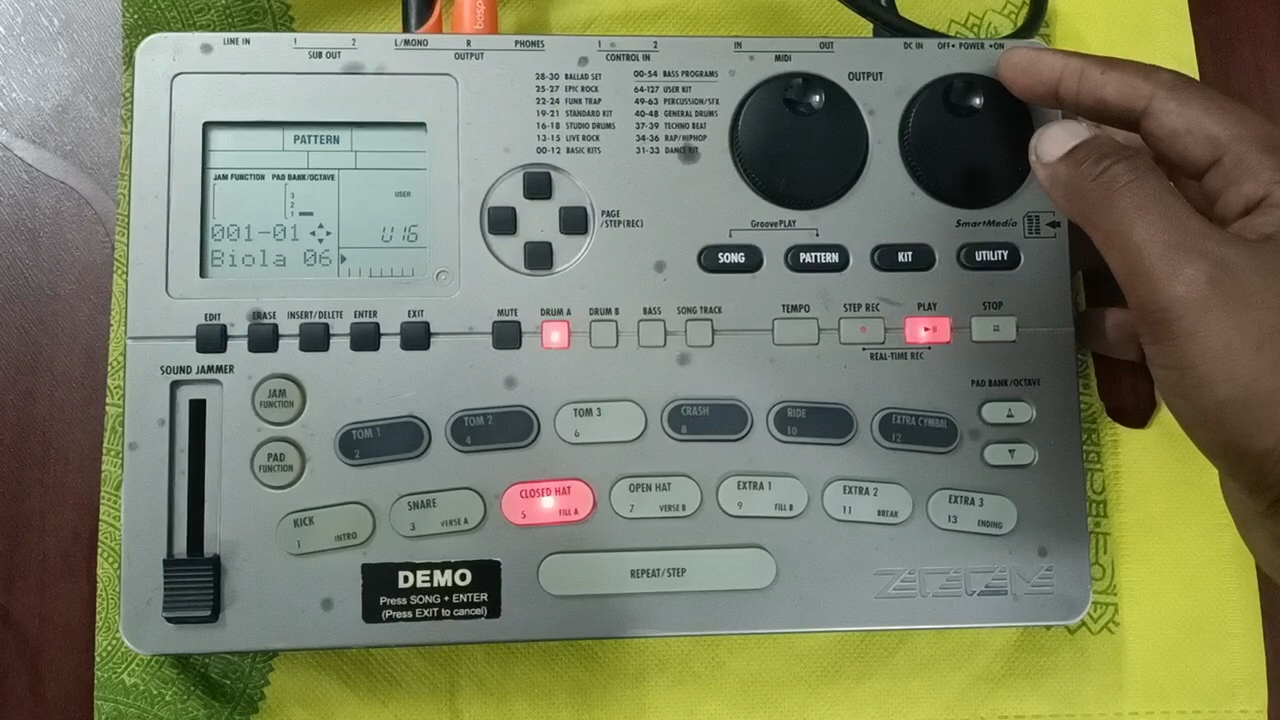 LINE IN
1 2
SUB OUT
L/MONO R
OUTPUT
PHONES
1 2
CONTROL IN
IN OUT
MIDI
DC IN
OFF• POWER •ON
OUTPUT
28-30 BALLAD SET
25-27 EPIC ROCK
22-24 FUNK TRAP
19-21 STANDARD KIT
16-18 STUDIO DRUMS
13-15 LIVE ROCK
00-12 BASIC KITS
00-54 BASS PROGRAMS
64-127 USER KIT
49-63 PERCUSSION/SFX
40-48 GENERAL DRUMS
37-39 TECHNO BEAT
34-36 RAP/HIPHOP
31-33 DANCE KIT
PATTERN
JAM FUNCTION PAD BANK/OCTAVE
3
2
1
USER
001-01
U16
Biola 06
PAGE
/STEP(REC)
GroovePLAY
SmartMedia
SONG
PATTERN
KIT
UTILITY
EDIT
ERASE
INSERT/DELETE
ENTER
EXIT
MUTE
DRUM A
DRUM B
BASS
SONG TRACK
TEMPO
STEP REC
PLAY
STOP
REAL-TIME REC
SOUND JAMMER
JAM
FUNCTION
PAD
FUNCTION
PAD BANK/OCTAVE
TOM 1
2
TOM 2
4
TOM 3
6
CRASH
8
RIDE
10
EXTRA CYMBAL
12
KICK
1 INTRO
SNARE
3 VERSE A
CLOSED HAT
5 FILL A
OPEN HAT
7 VERSE B
EXTRA 1
9 FILL B
EXTRA 2
11 BREAK
EXTRA 3
13 ENDING
DEMO
Press SONG + ENTER
(Press EXIT to cancel)
REPEAT/STEP
ZOOM